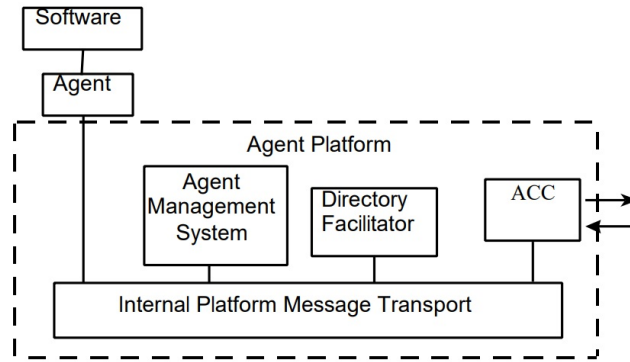 Software
Agent
Agent Platform
Agent
Management
System
Directory
Facilitator
ACC
Internal Platform Message Transport